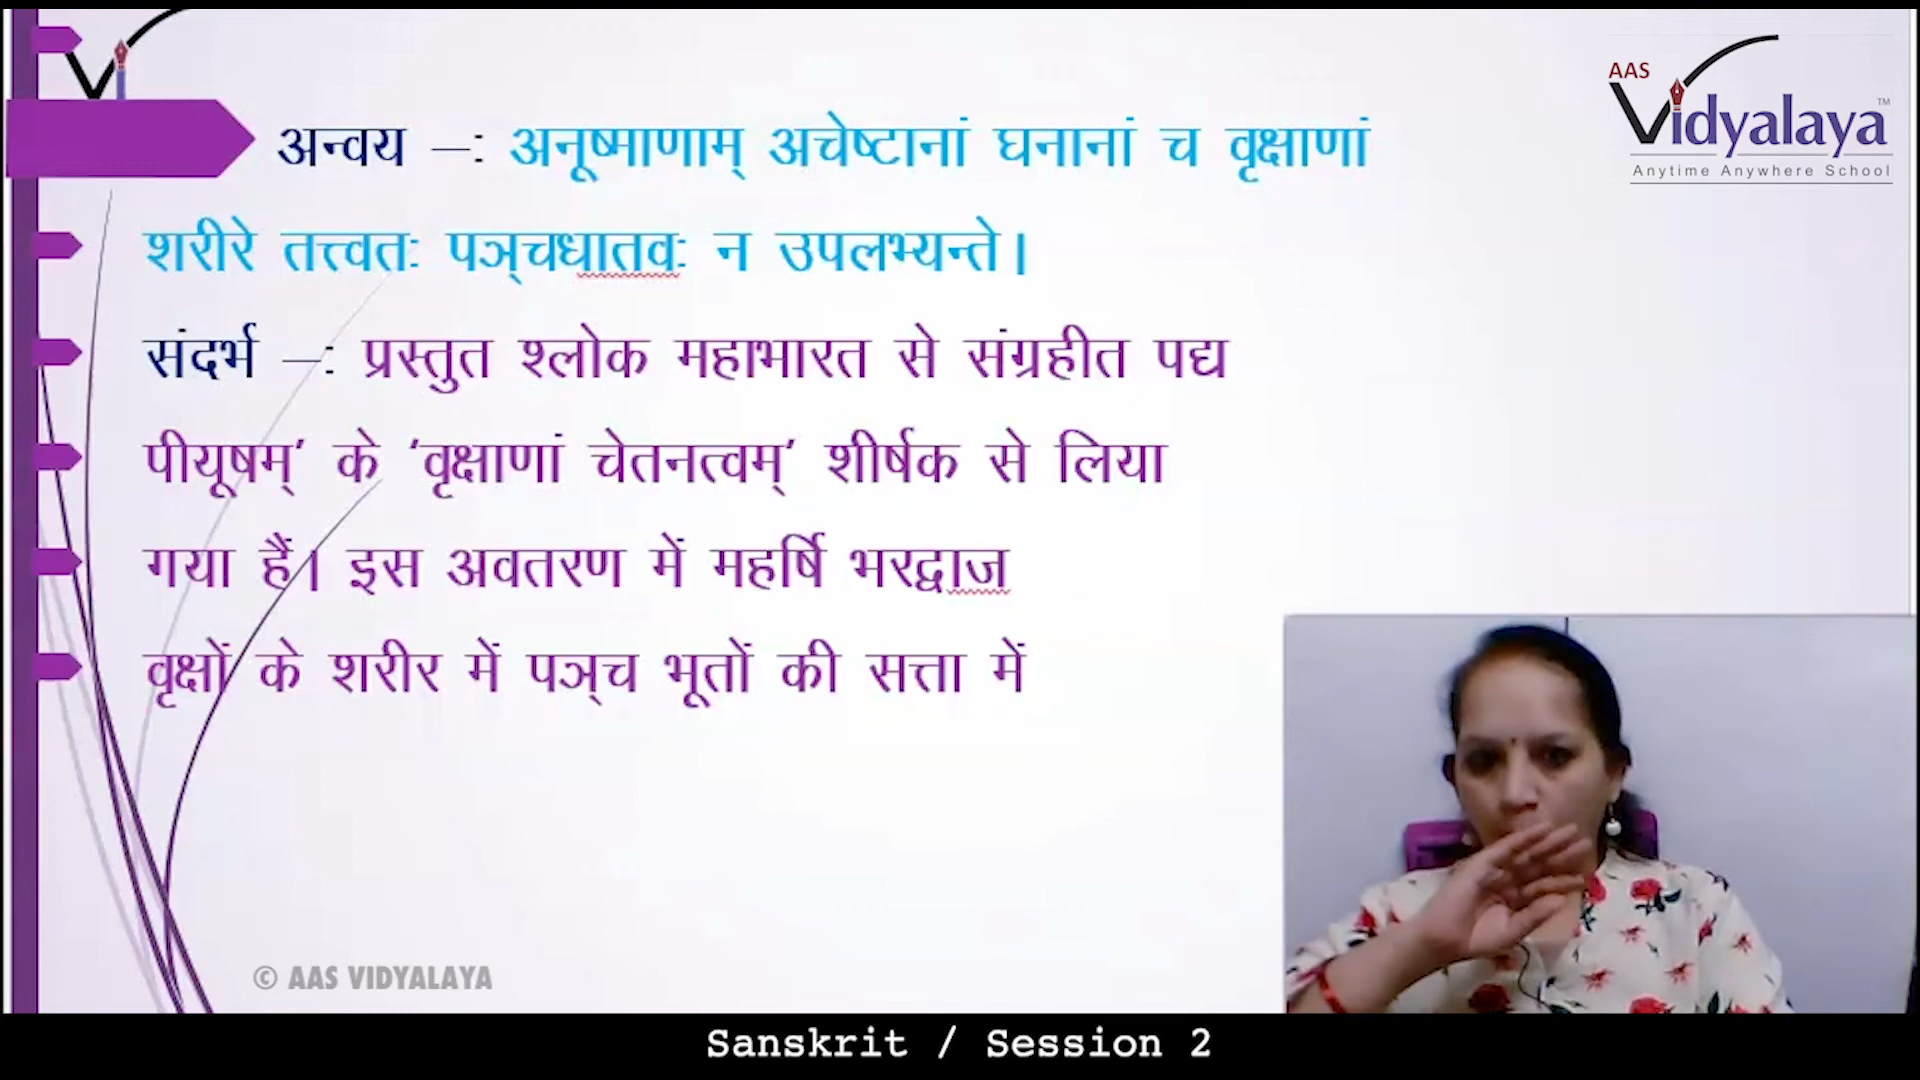 AAS
Vidyalaya™
Anytime Anywhere School
अन्वय –: अनूष्माणाम् अचेष्टानां घनानां च वृक्षाणां
शरीरे तत्त्वतः पञ्चधातवः न उपलभ्यन्ते।
संदर्भ –: प्रस्तुत श्लोक महाभारत से संग्रहीत पद्य
पीयूषम्’ के ‘वृक्षाणां चेतनत्वम्’ शीर्षक से लिया
गया हैं। इस अवतरण में महर्षि भरद्वाज
वृक्षों के शरीर में पञ्च भूतों की सत्ता में
© AAS VIDYALAYA
Sanskrit / Session 2